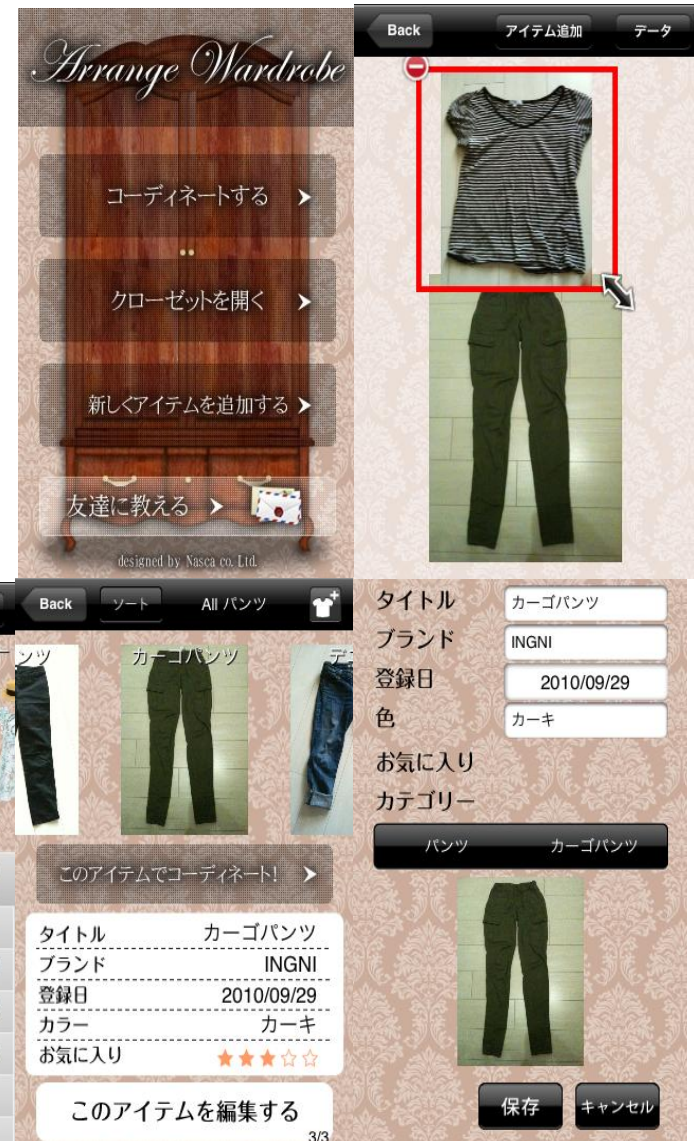 Arrange Wardrobe
コーディネートする
クローゼットを開く
新しくアイテムを追加する
友達に教える
designed by Nasca co. Ltd.
Back
アイテム追加
データ
Back
ソート
All パンツ
ンツ
カーゴパンツ
デニ
このアイテムでコーディネート!
タイトル カーゴパンツ
ブランド INGNI
登録日 2010/09/29
カラー カーキ
お気に入り ★★★☆☆
このアイテムを編集する
3/3
タイトル カーゴパンツ
ブランド INGNI
登録日 2010/09/29
色 カーキ
お気に入り
カテゴリー
パンツ カーゴパンツ
保存 キャンセル